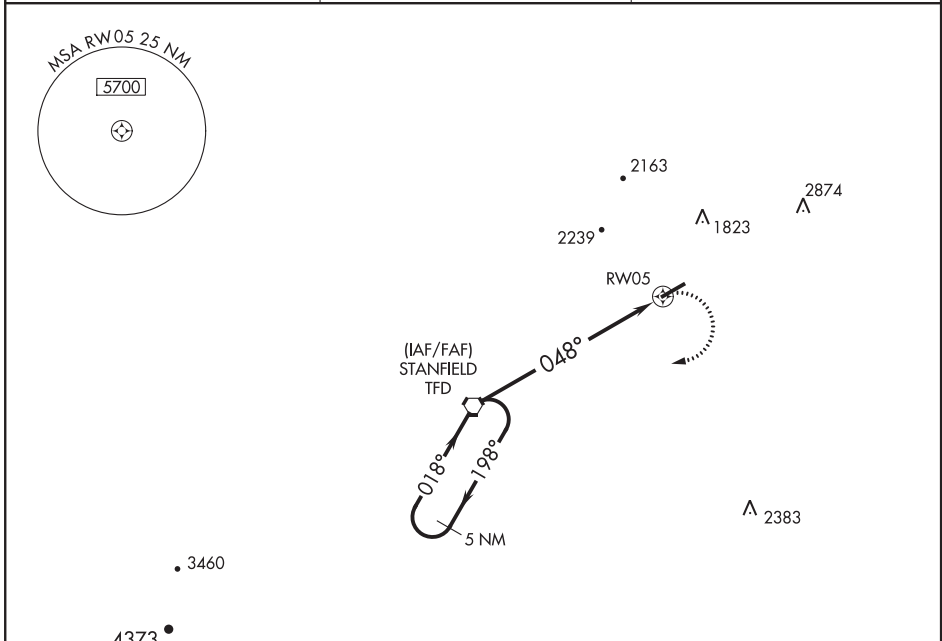 MSA RW05 25 NM
5700
2163
2874
1823
2239
RW05
(IAF/FAF)
STANFIELD
TFD
048°
018°
198°
5 NM
2383
3460
4373